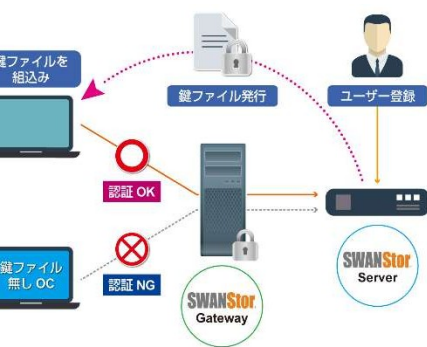 鍵ファイルを
組込み
鍵ファイル発行
ユーザー登録
認証 OK
鍵ファイル
無し OC
認証 NG
SWANStor
Gateway
SWANStor
Server